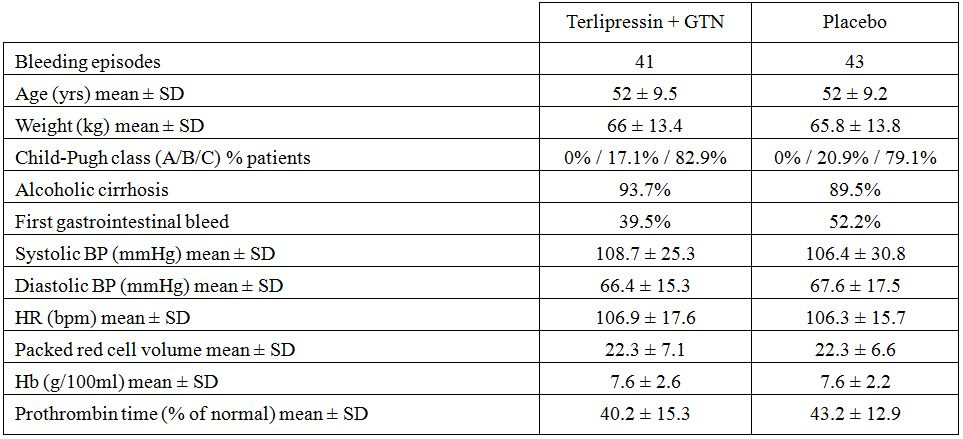 Terlipressin + GTN Placebo
Bleeding episodes 41 43
Age (yrs) mean ± SD 52 ± 9.5 52 ± 9.2
Weight (kg) mean ± SD 66 ± 13.4 65.8 ± 13.8
Child-Pugh class (A/B/C) % patients 0% / 17.1% / 82.9% 0% / 20.9% / 79.1%
Alcoholic cirrhosis 93.7% 89.5%
First gastrointestinal bleed 39.5% 52.2%
Systolic BP (mmHg) mean ± SD 108.7 ± 25.3 106.4 ± 30.8
Diastolic BP (mmHg) mean ± SD 66.4 ± 15.3 67.6 ± 17.5
HR (bpm) mean ± SD 106.9 ± 17.6 106.3 ± 15.7
Packed red cell volume mean ± SD 22.3 ± 7.1 22.3 ± 6.6
Hb (g/100ml) mean ± SD 7.6 ± 2.6 7.6 ± 2.2
Prothrombin time (% of normal) mean ± SD 40.2 ± 15.3 43.2 ± 12.9